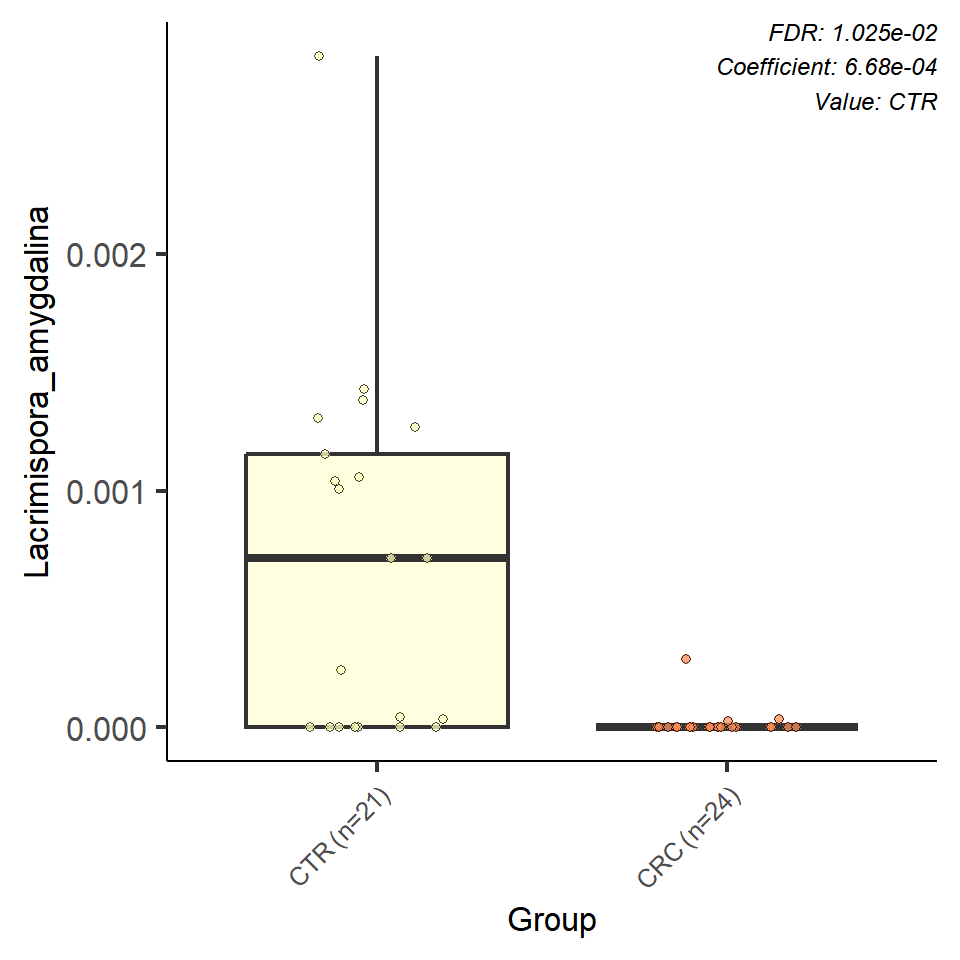 FDR: 1.025e-02
Coefficient: 6.68e-04
Value: CTR
Lacrimispora_amygdalina
0.002
0.001
0.000
CTR (n=21)
CRC (n=24)
Group